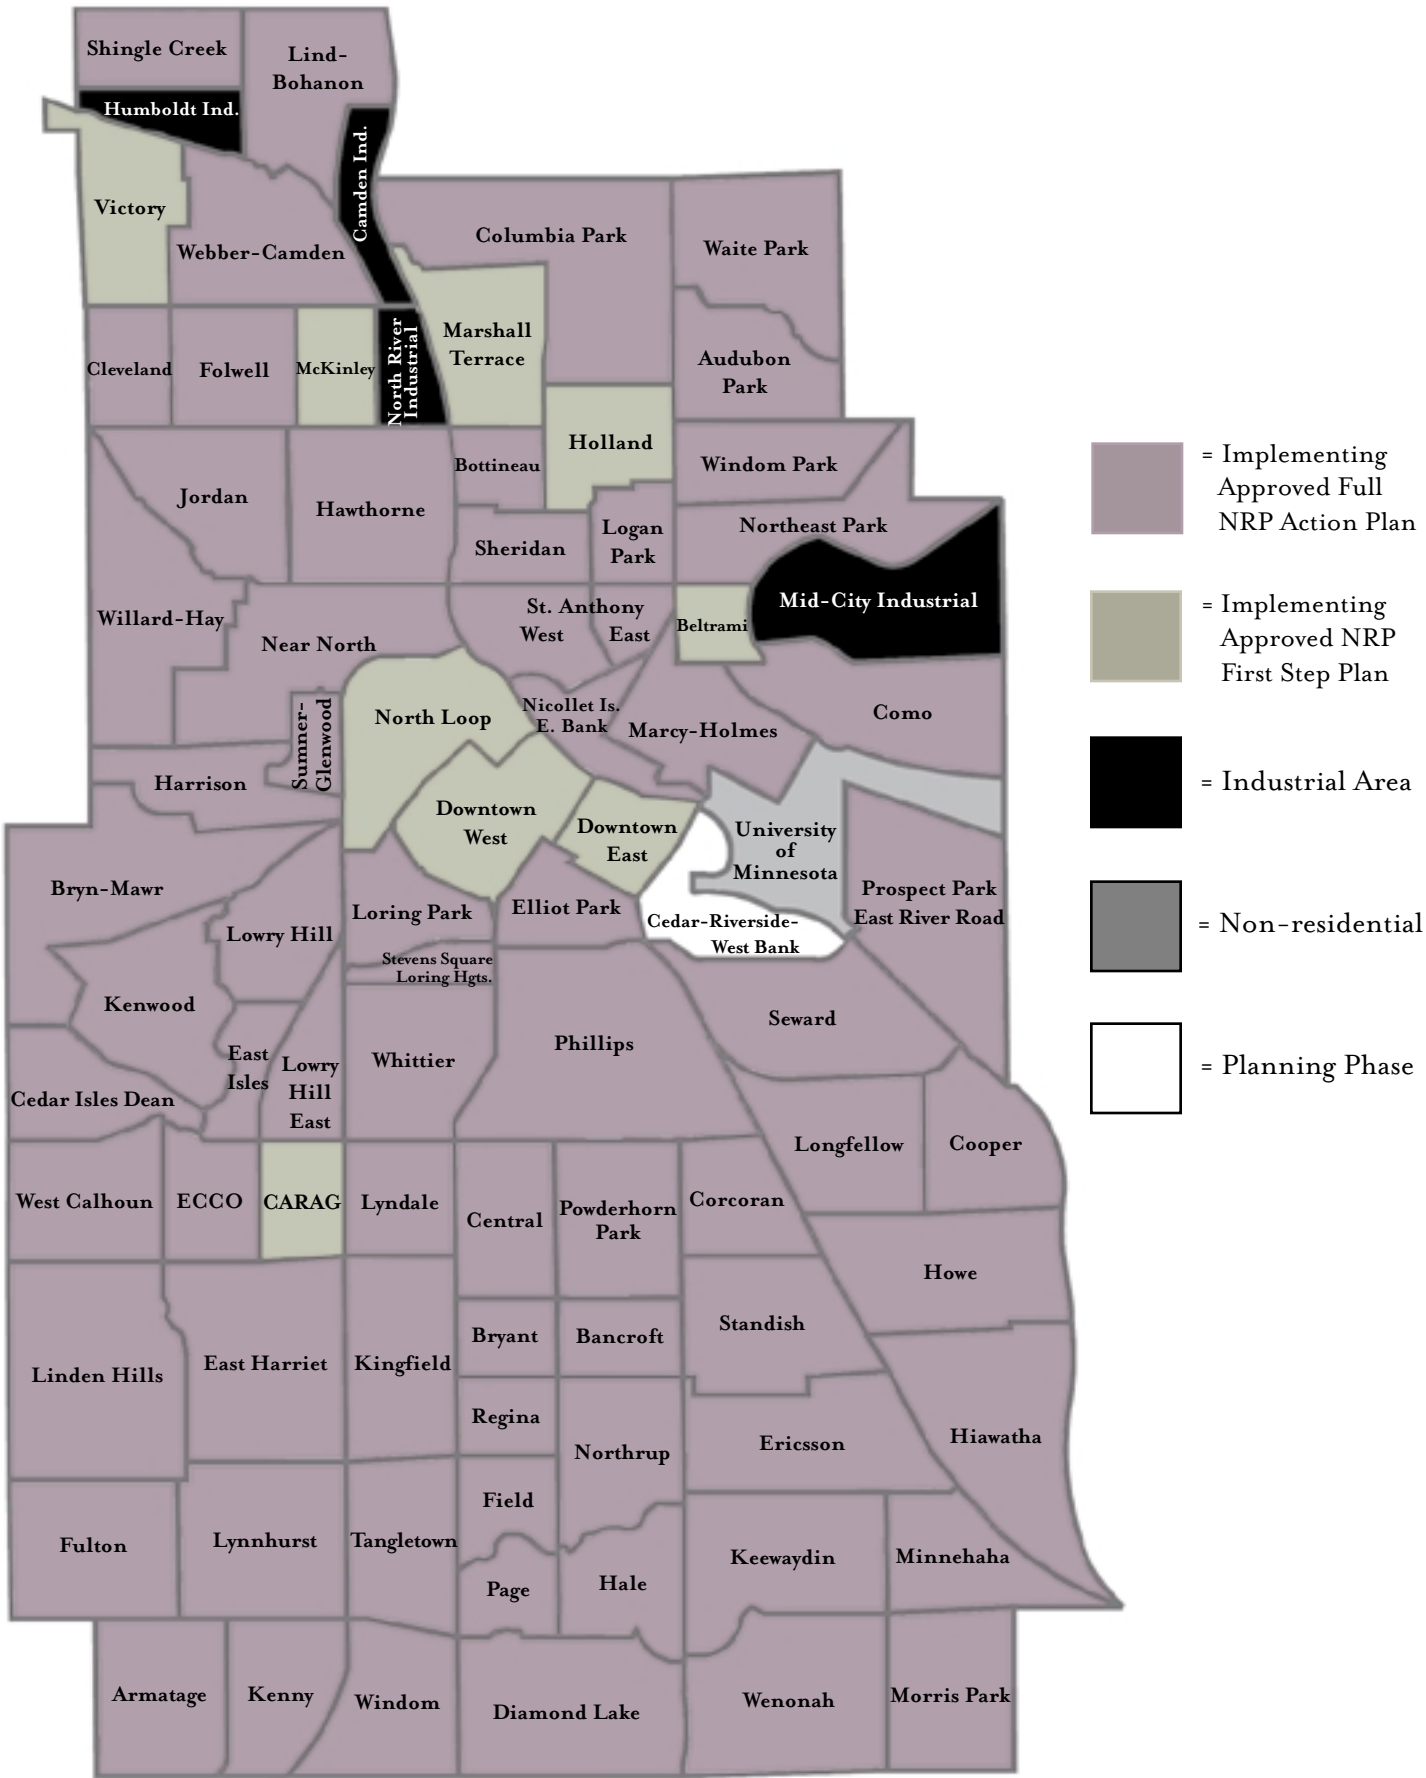 Shingle Creek
Lind-
Bohanon
Humboldt Ind.
Camden Ind.
Victory
Webber-Camden
Columbia Park
Waite Park
Marshall
Terrace
Cleveland
Folwell
McKinley
North River
Industrial
Audubon
Park
Holland
Bottineau
Windom Park
Jordan
Hawthorne
Sheridan
Logan
Park
Northeast Park
Mid-City Industrial
Willard-Hay
Near North
St. Anthony
West
East
Beltrami
Sumner-
Glenwood
North Loop
Nicollet Is.
E. Bank
Marcy-Holmes
Como
Harrison
Downtown
West
Downtown
East
University
of
Minnesota
Bryn-Mawr
Lowry Hill
Loring Park
Elliot Park
Cedar-Riverside-
West Bank
Prospect Park
East River Road
Stevens Square
Loring Hgts.
Kenwood
East
Isles
Lowry
Hill
East
Whittier
Phillips
Seward
Cedar Isles Dean
Longfellow
Cooper
West Calhoun
ECCO
CARAG
Lyndale
Central
Powderhorn
Park
Corcoran
Howe
Linden Hills
East Harriet
Kingfield
Bryant
Bancroft
Standish
Regina
Northrup
Ericsson
Hiawatha
Field
Fulton
Lynnhurst
Tangletown
Page
Hale
Keewaydin
Minnehaha
Armatage
Kenny
Windom
Diamond Lake
Wenonah
Morris Park
= Implementing
Approved Full
NRP Action Plan
= Implementing
Approved NRP
First Step Plan
= Industrial Area
= Non-residential
= Planning Phase